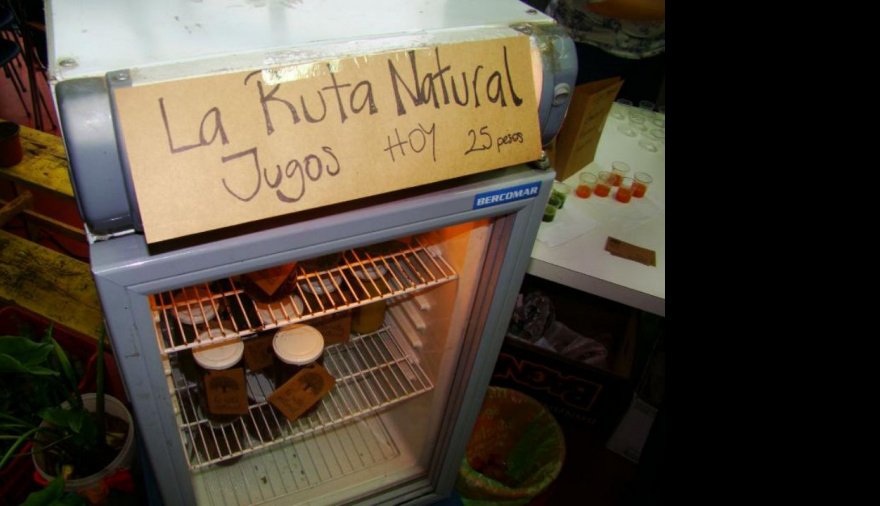 La Ruta Natural
Jugos HOY 25 pesos
BERCOMAR